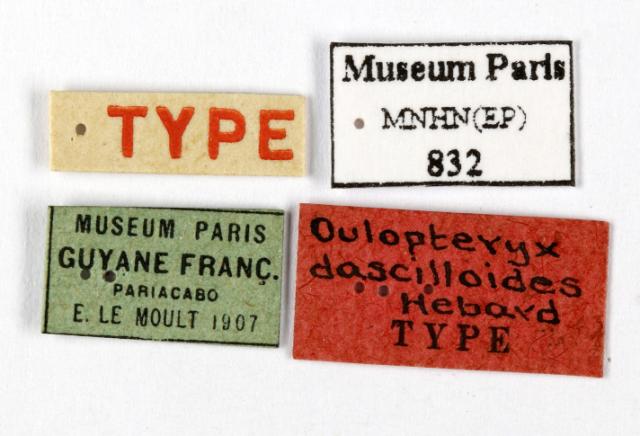 TYPE
Museum Paris
MNHN(EP)
832
MUSEUM PARIS
GUYANE FRANÇ.
PARIACABO
E. LE MOULT 1907
Oulopteryx
dascilloides
Hebard
TYPE